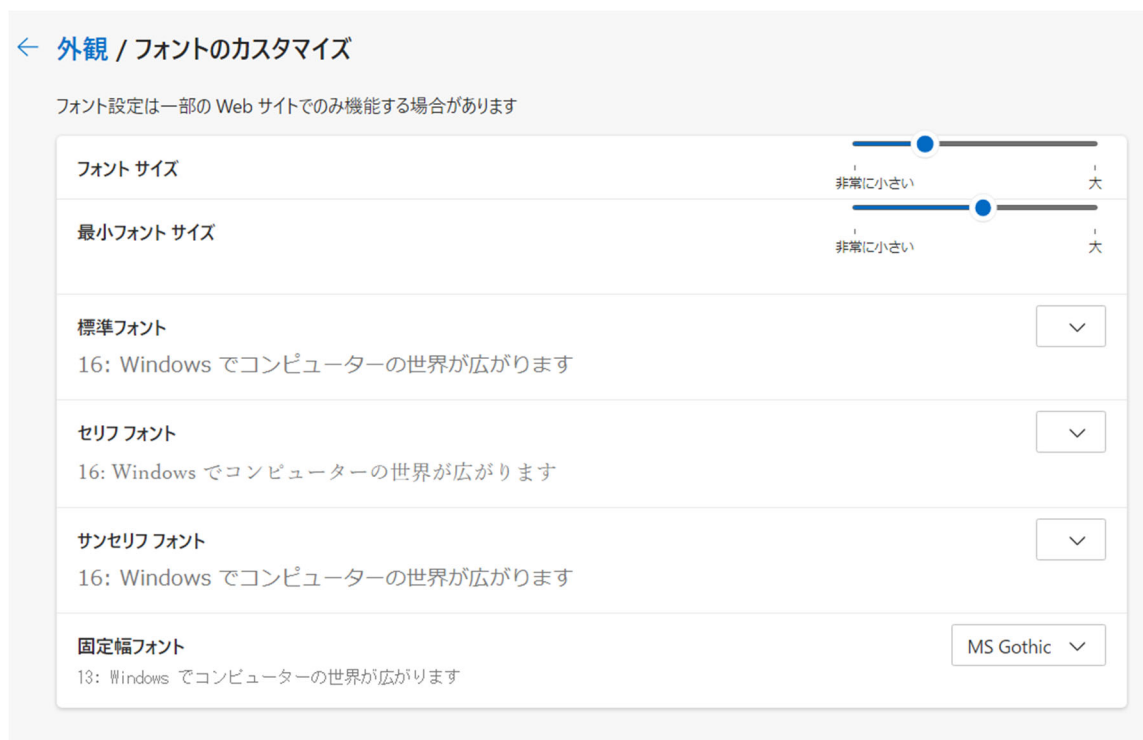 外観 / フォントのカスタマイズ
フォント設定は一部の Web サイトでのみ機能する場合があります
フォント サイズ
非常に小さい 大
最小フォント サイズ
非常に小さい 大
標準フォント
16: Windows でコンピューターの世界が広がります
セリフ フォント
16: Windows でコンピューターの世界が広がります
サンセリフ フォント
16: Windows でコンピューターの世界が広がります
固定幅フォント
MS Gothic
13: Windows でコンピューターの世界が広がります